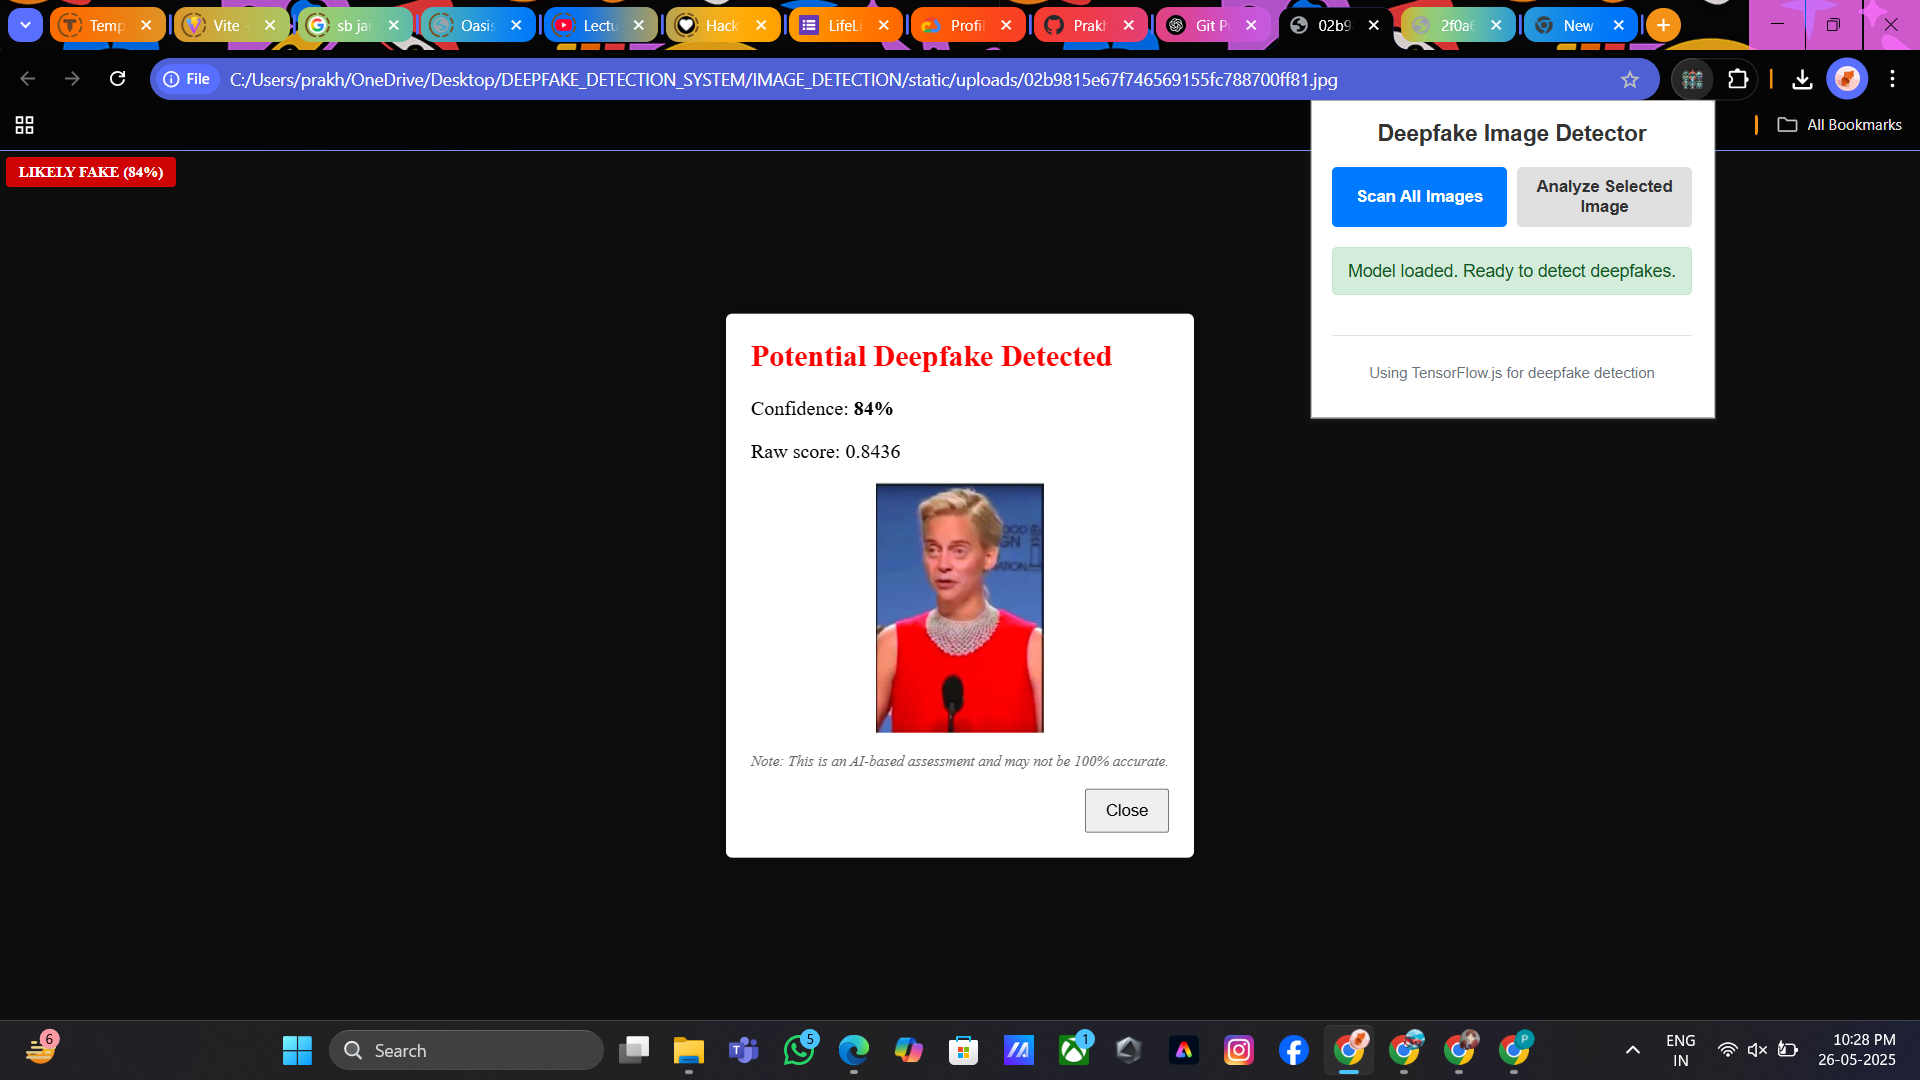 Temp
Vite
sb jai
Oasis
Lectu
Hack
LifeLi
Profil
Prakh
Git P
02b9
2f0a6
New
File
C:/Users/prakh/OneDrive/Desktop/DEEPFAKE_DETECTION_SYSTEM/IMAGE_DETECTION/static/uploads/02b9815e67f746569155fc788700ff81.jpg
All Bookmarks
LIKELY FAKE (84%)
Deepfake Image Detector
Scan All Images
Analyze Selected
Image
Model loaded. Ready to detect deepfakes.
Using TensorFlow.js for deepfake detection
Potential Deepfake Detected
Confidence: 84%
Raw score: 0.8436
Note: This is an AI-based assessment and may not be 100% accurate.
Close
6
Search
5
1
P
ENG
IN
10:28 PM
26-05-2025